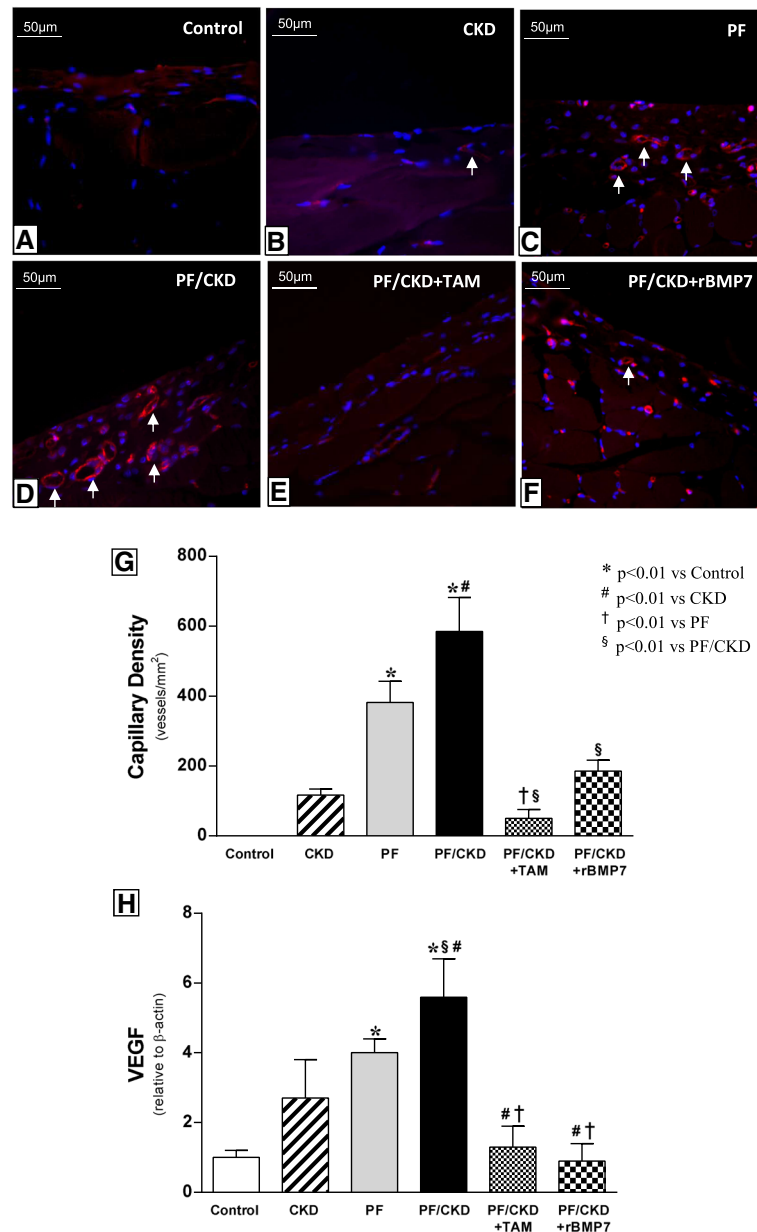 50µm
Control
A
50µm
CKD
B
50µm
PF
C
50µm
PF/CKD
D
50µm
PF/CKD+TAM
E
50µm
PF/CKD+rBMP7
F
G
* p<0.01 vs Control
# p<0.01 vs CKD
† p<0.01 vs PF
§ p<0.01 vs PF/CKD
Capillary Density
(vessels/mm²)
800
600
400
200
0
*
*#
†§
§
Control
CKD
PF
PF/CKD
PF/CKD
+TAM
PF/CKD
+rBMP7
H
VEGF
(relative to β-actin)
8
6
4
2
0
*
*§#
#†
#†
Control
CKD
PF
PF/CKD
PF/CKD
+TAM
PF/CKD
+rBMP7